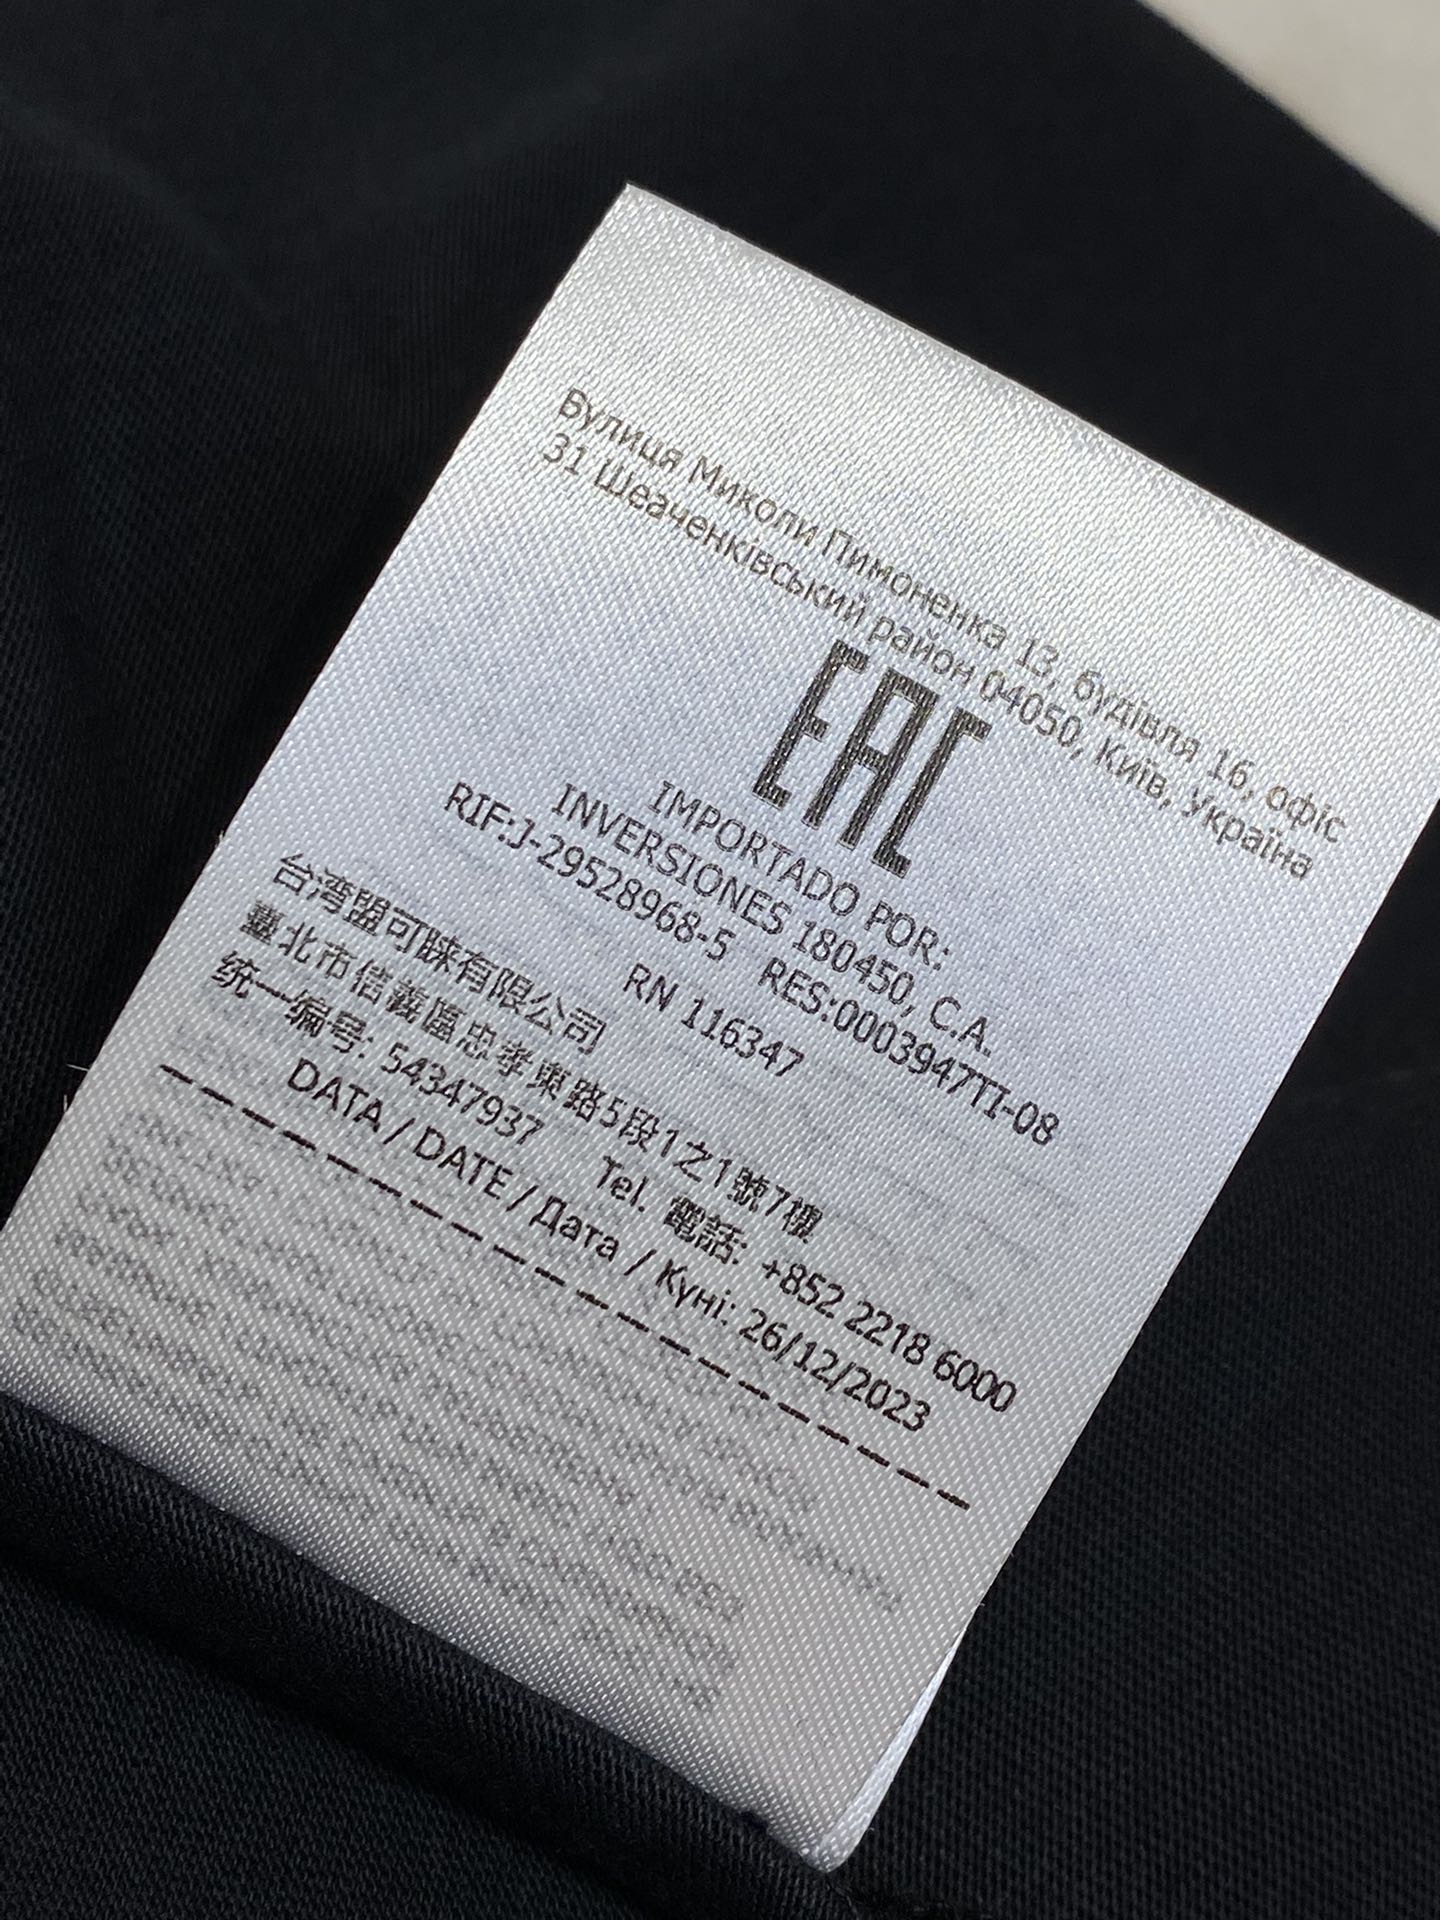 Вулиця Миколи Пимоненка 13, будівля 16, офіс
31 Шеаченківський район 04050, Київ, Україна
EAC
IMPORTADO POR:
INVERSIONES 180450, C.A.
RIF:J-29528968-5 RES:0003947TI-08
RN 116347
台湾盟可睐有限公司
臺北市信義區忠孝東路5段1之1號7樓
统一编号: 54347937 Tel. 電話: +852 2218 6000
DATA / DATE / Дата / Күні: 26/12/2023